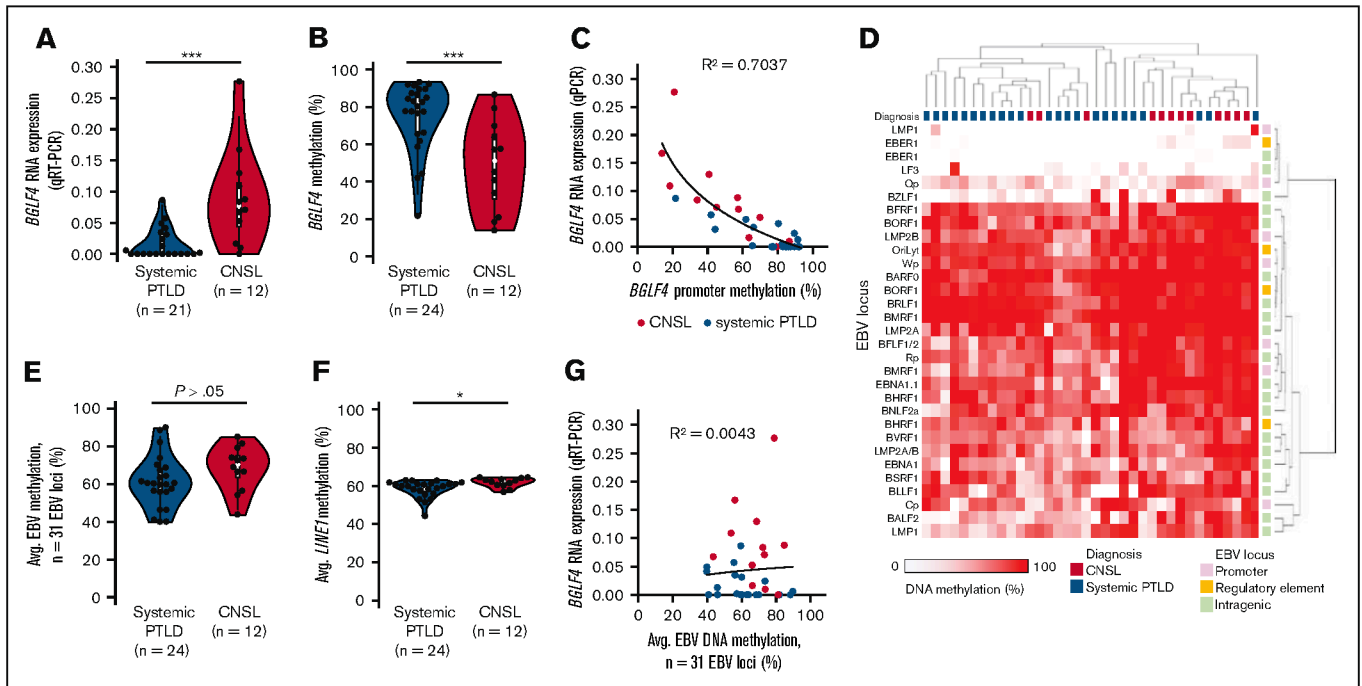 A
***
0.30
0.25
0.20
0.15
0.10
0.05
0.00
BGLF4 RNA expression
(qRT-PCR)
Systemic
PTLD
(n = 21)
CNSL
(n = 12)
B
***
100
80
60
40
20
0
BGLF4 methylation (%)
Systemic
PTLD
(n = 24)
CNSL
(n = 12)
C
R² = 0.7037
0.30
0.25
0.20
0.15
0.10
0.05
0.00
BGLF4 RNA expression (qPCR)
0 20 40 60 80 100
BGLF4 promoter methylation (%)
CNSL systemic PTLD
D
Diagnosis
LMP1
EBER1
EBER1
LF3
Qp
BZLF1
BFRF1
BORF1
LMP2B
OriLyt
Wp
BARF0
BORF1
BRLF1
BMRF1
LMP2A
BFLF1/2
Rp
BMRF1
EBNA1.1
BHRF1
BNLF2a
BHRF1
BVRF1
LMP2A/B
EBNA1
BSRF1
BLLF1
Cp
BALF2
LMP1
EBV locus
0 100
DNA methylation (%)
Diagnosis
CNSL
Systemic PTLD
EBV locus
Promoter
Regulatory element
Intragenic
E
P > .05
100
80
60
40
20
0
Avg. EBV methylation,
n = 31 EBV loci (%)
Systemic
PTLD
(n = 24)
CNSL
(n = 12)
F
*
100
80
60
40
20
0
Avg. LINE1 methylation (%)
Systemic
PTLD
(n = 24)
CNSL
(n = 12)
G
R² = 0.0043
0.30
0.25
0.20
0.15
0.10
0.05
0.00
BGLF4 RNA expression (qRT-PCR)
0 20 40 60 80 100
Avg. EBV DNA methylation,
n = 31 EBV loci (%)